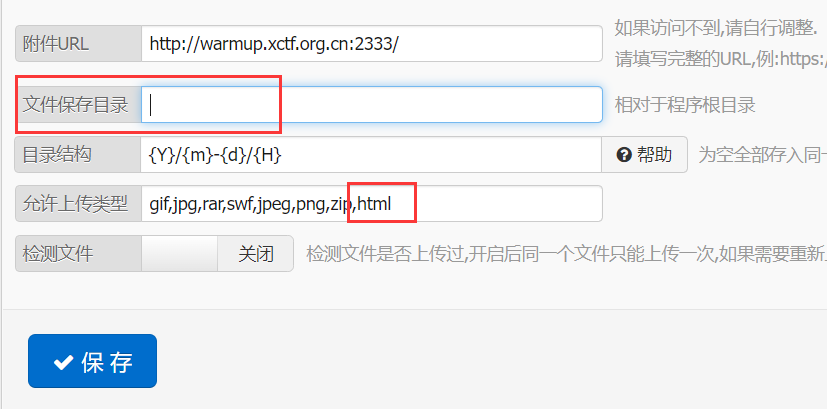 附件URL http://warmup.xctf.org.cn:2333/ 如果访问不到,请自行调整.
请填写完整的URL,例:https:/
文件保存目录 相对于程序根目录
目录结构 {Y}/{m}-{d}/{H} 帮助 为空全部存入同一
允许上传类型 gif,jpg,rar,swf,jpeg,png,zip,html
检测文件 关闭 检测文件是否上传过,开启后同一个文件只能上传一次,如果需要重新
保存